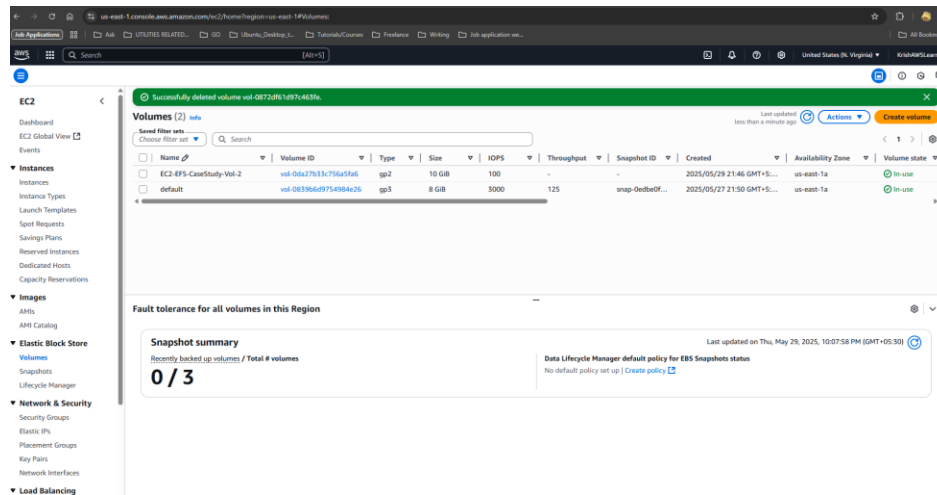 us-east-1.console.aws.amazon.com/ec2/home?region=us-east-1#Volumes:
Job Applications Ask UTILITIES RELATED... GO Ubuntu_Desktop_t... Tutorials/Courses Freelance Writing Job application we... All Bookm
aws Search [Alt+S] United States (N. Virginia) KrishAWSLearn
EC2
Dashboard
EC2 Global View
Events
Instances
Instances
Instance Types
Launch Templates
Spot Requests
Savings Plans
Reserved Instances
Dedicated Hosts
Capacity Reservations
Images
AMIs
AMI Catalog
Elastic Block Store
Volumes
Snapshots
Lifecycle Manager
Network & Security
Security Groups
Elastic IPs
Placement Groups
Key Pairs
Network Interfaces
Load Balancing
Successfully deleted volume vol-0872df61d97c463fe.
Volumes (2) Info
Last updated
less than a minute ago
Actions
Create volume
Saved filter sets
Choose filter set Search 1
Name Volume ID Type Size IOPS Throughput Snapshot ID Created Availability Zone Volume state
EC2-EFS-CaseStudy-Vol-2 vol-0da27b33c756a5fa6 gp2 10 GiB 100 - - 2025/05/29 21:46 GMT+5:... us-east-1a In-use
default vol-0839b6d9754984e26 gp3 8 GiB 3000 125 snap-0edbe0f... 2025/05/27 21:50 GMT+5:... us-east-1a In-use
Fault tolerance for all volumes in this Region
Snapshot summary
Last updated on Thu, May 29, 2025, 10:07:58 PM (GMT+05:30)
Recently backed up volumes / Total # volumes
0 / 3
Data Lifecycle Manager default policy for EBS Snapshots status
No default policy set up | Create policy